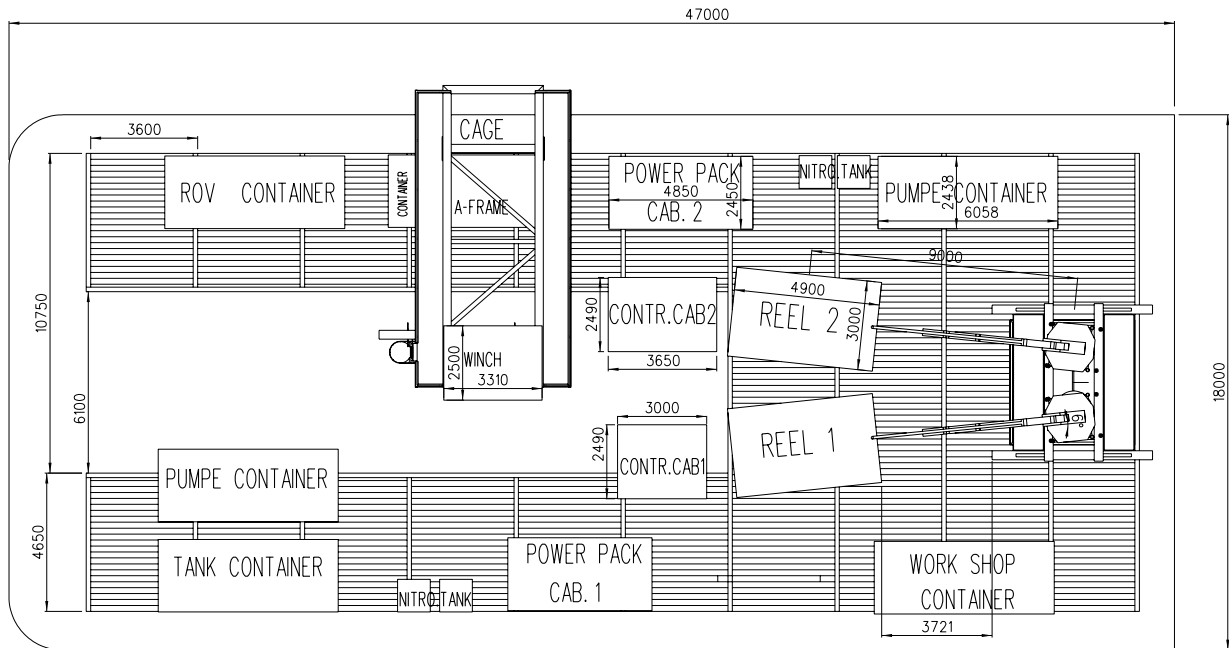 47000
3600
CAGE
ROV CONTAINER
CONTAINER
A-FRAME
POWER PACK
4850
2450
CAB. 2
NITRO.TANK
PUMPE CONTAINER
2438
6058
9000
10750
2490
CONTR.CAB2
3650
4900
REEL 2
3000
18000
WINCH
2500
3310
6100
3000
2490
CONTR.CAB1
REEL 1
PUMPE CONTAINER
4650
TANK CONTAINER
NITRO.TANK
POWER PACK
CAB. 1
WORK SHOP
CONTAINER
3721